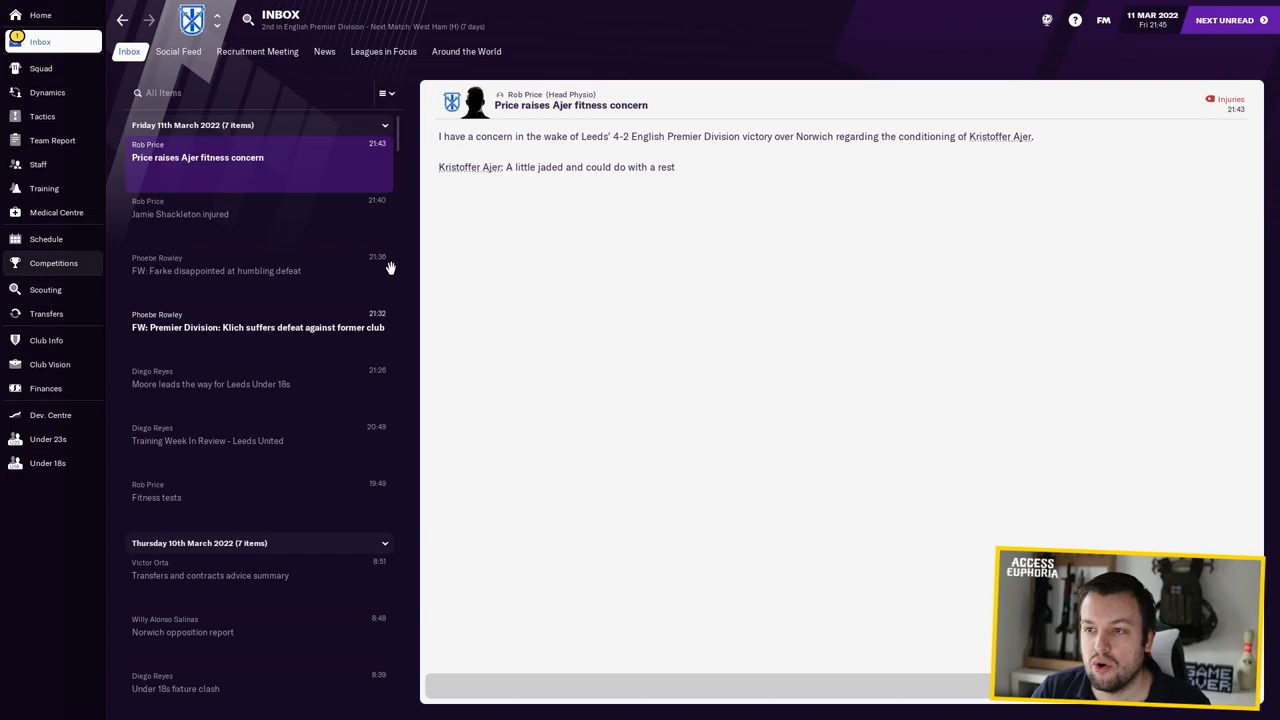 Home
INBOX
2nd in English Premier Division - Next Match: West Ham (H) (7 days)
FM
11 MAR 2022
Fri 21:45
NEXT UNREAD
1
Inbox
Squad
Dynamics
Tactics
Team Report
Staff
Training
Medical Centre
Schedule
Competitions
Scouting
Transfers
Club Info
Club Vision
Finances
Dev. Centre
Under 23s
Under 18s
Inbox
Social Feed
Recruitment Meeting
News
Leagues in Focus
Around the World
All Items
Friday 11th March 2022 (7 items)
Rob Price
21:43
Price raises Ajer fitness concern
Rob Price
21:40
Jamie Shackleton injured
Phoebe Rowley
21:36
FW: Farke disappointed at humbling defeat
Phoebe Rowley
21:32
FW: Premier Division: Klich suffers defeat against former club
Diego Reyes
21:26
Moore leads the way for Leeds Under 18s
Diego Reyes
20:49
Training Week In Review - Leeds United
Rob Price
19:49
Fitness tests
Thursday 10th March 2022 (7 items)
Victor Orta
8:51
Transfers and contracts advice summary
Willy Alonso Salinas
8:48
Norwich opposition report
Diego Reyes
8:39
Under 18s fixture clash
Rob Price (Head Physio)
Price raises Ajer fitness concern
Injuries
21:43
I have a concern in the wake of Leeds' 4-2 English Premier Division victory over Norwich regarding the conditioning of Kristoffer Ajer.
Kristoffer Ajer: A little jaded and could do with a rest
ACCESS
EUPHORIA
GAME
OVER